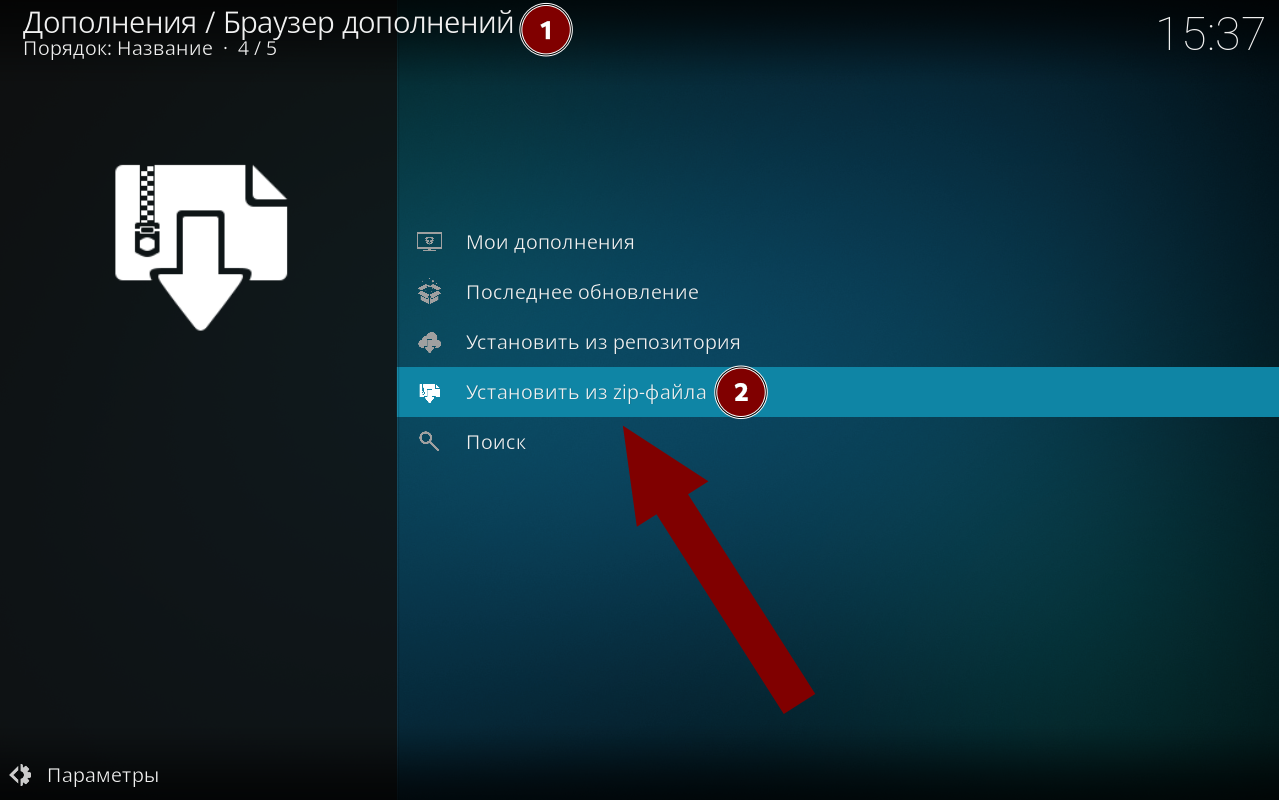 Дополнения / Браузер дополнений 1
15:37
Порядок: Название · 4 / 5
Мои дополнения
Последнее обновление
Установить из репозитория
Установить из zip-файла 2
Поиск
Параметры